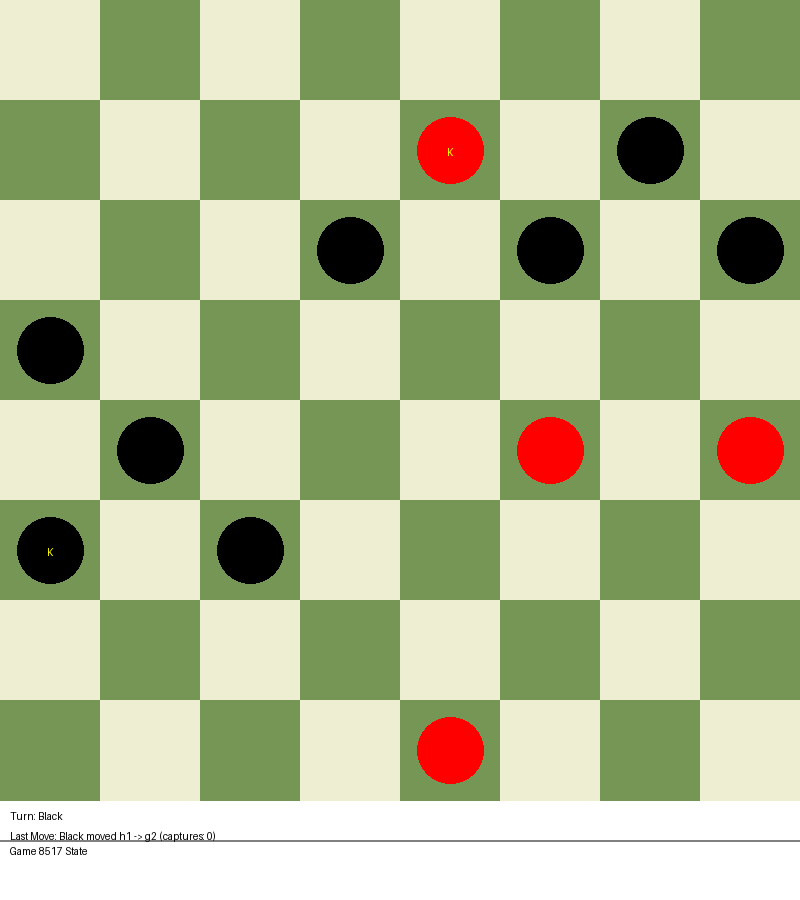 K
K
Turn: Black
Last Move: Black moved h1 -> g2 (captures: 0)
Game 8517 State